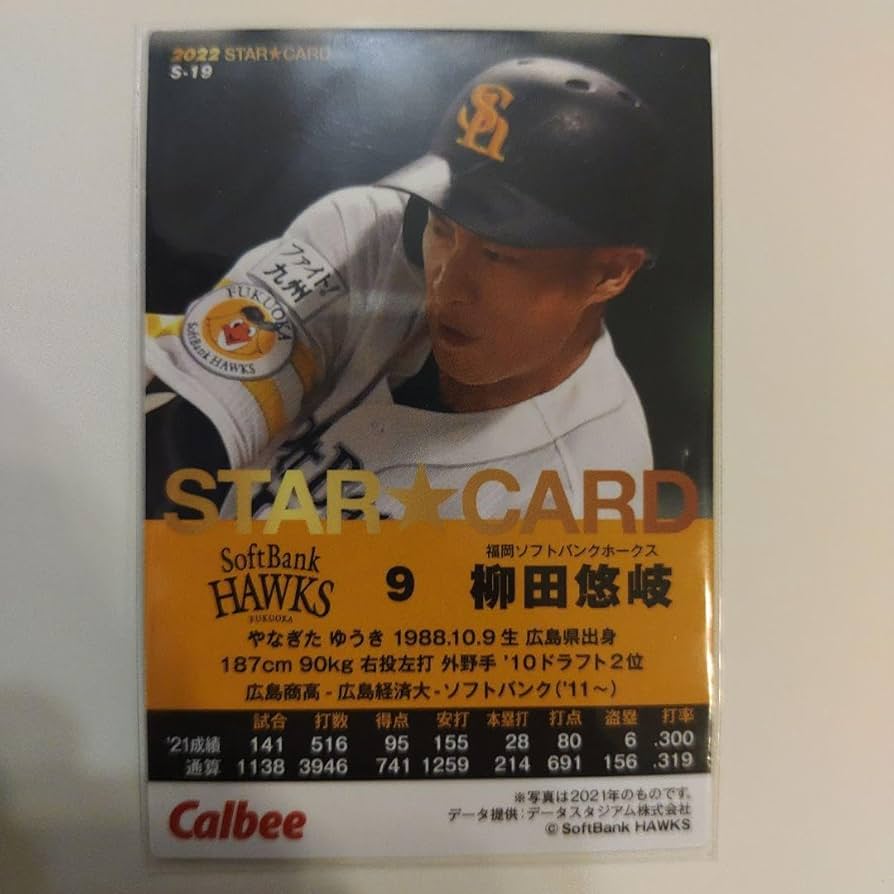 2022 STAR★CARD
S-19
ファイト!
九州
FUKUOKA
SoftBank HAWKS
STAR★CARD
SoftBank
HAWKS
FUKUOKA
9
福岡ソフトバンクホークス
柳田悠岐
やなぎた ゆうき 1988.10.9生 広島県出身
187cm 90kg 右投左打 外野手 '10ドラフト2位
広島商高-広島経済大-ソフトバンク('11～)
試合 打数 得点 安打 本塁打 打点 盗塁 打率
'21成績 141 516 95 155 28 80 6 .300
通算 1138 3946 741 1259 214 691 156 .319
Calbee
※写真は2021年のものです。
データ提供:データスタジアム株式会社
© SoftBank HAWKS